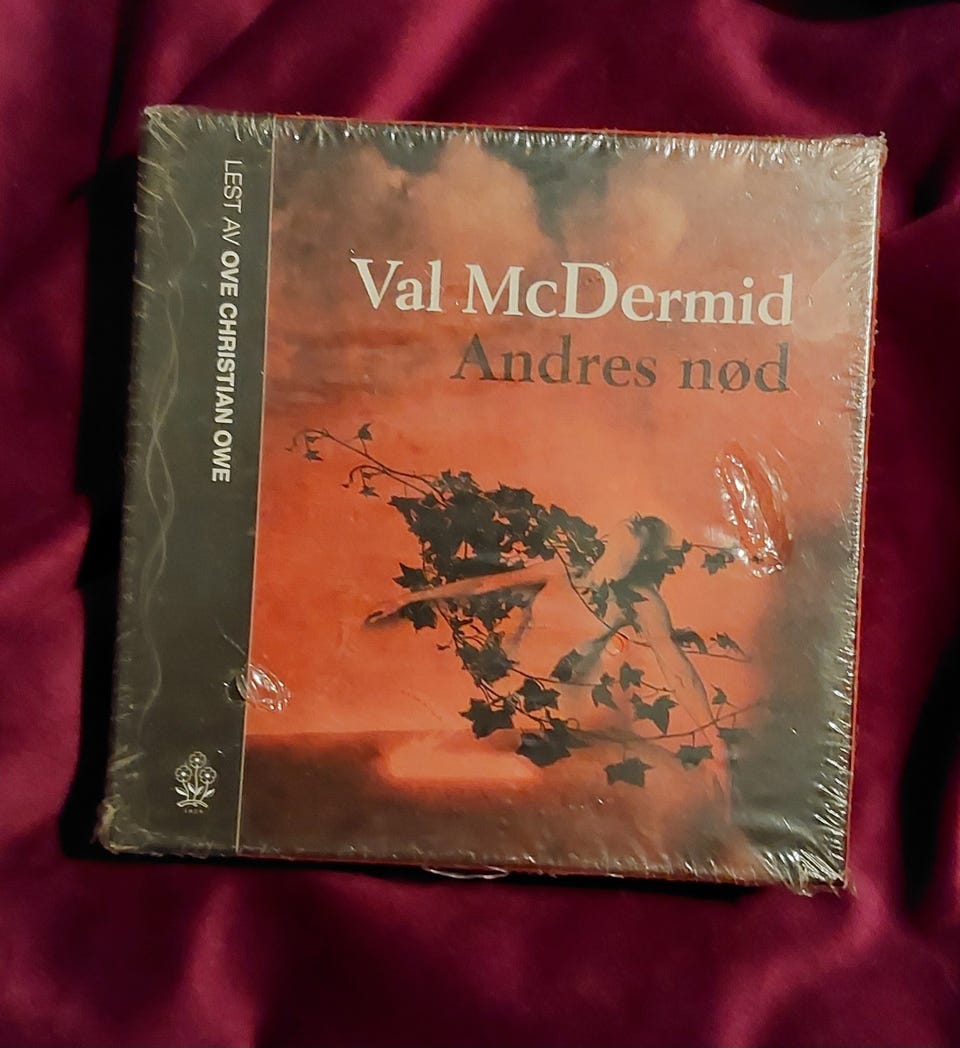 LEST AV OVE CHRISTIAN OWE
Val McDermid
Andres nød